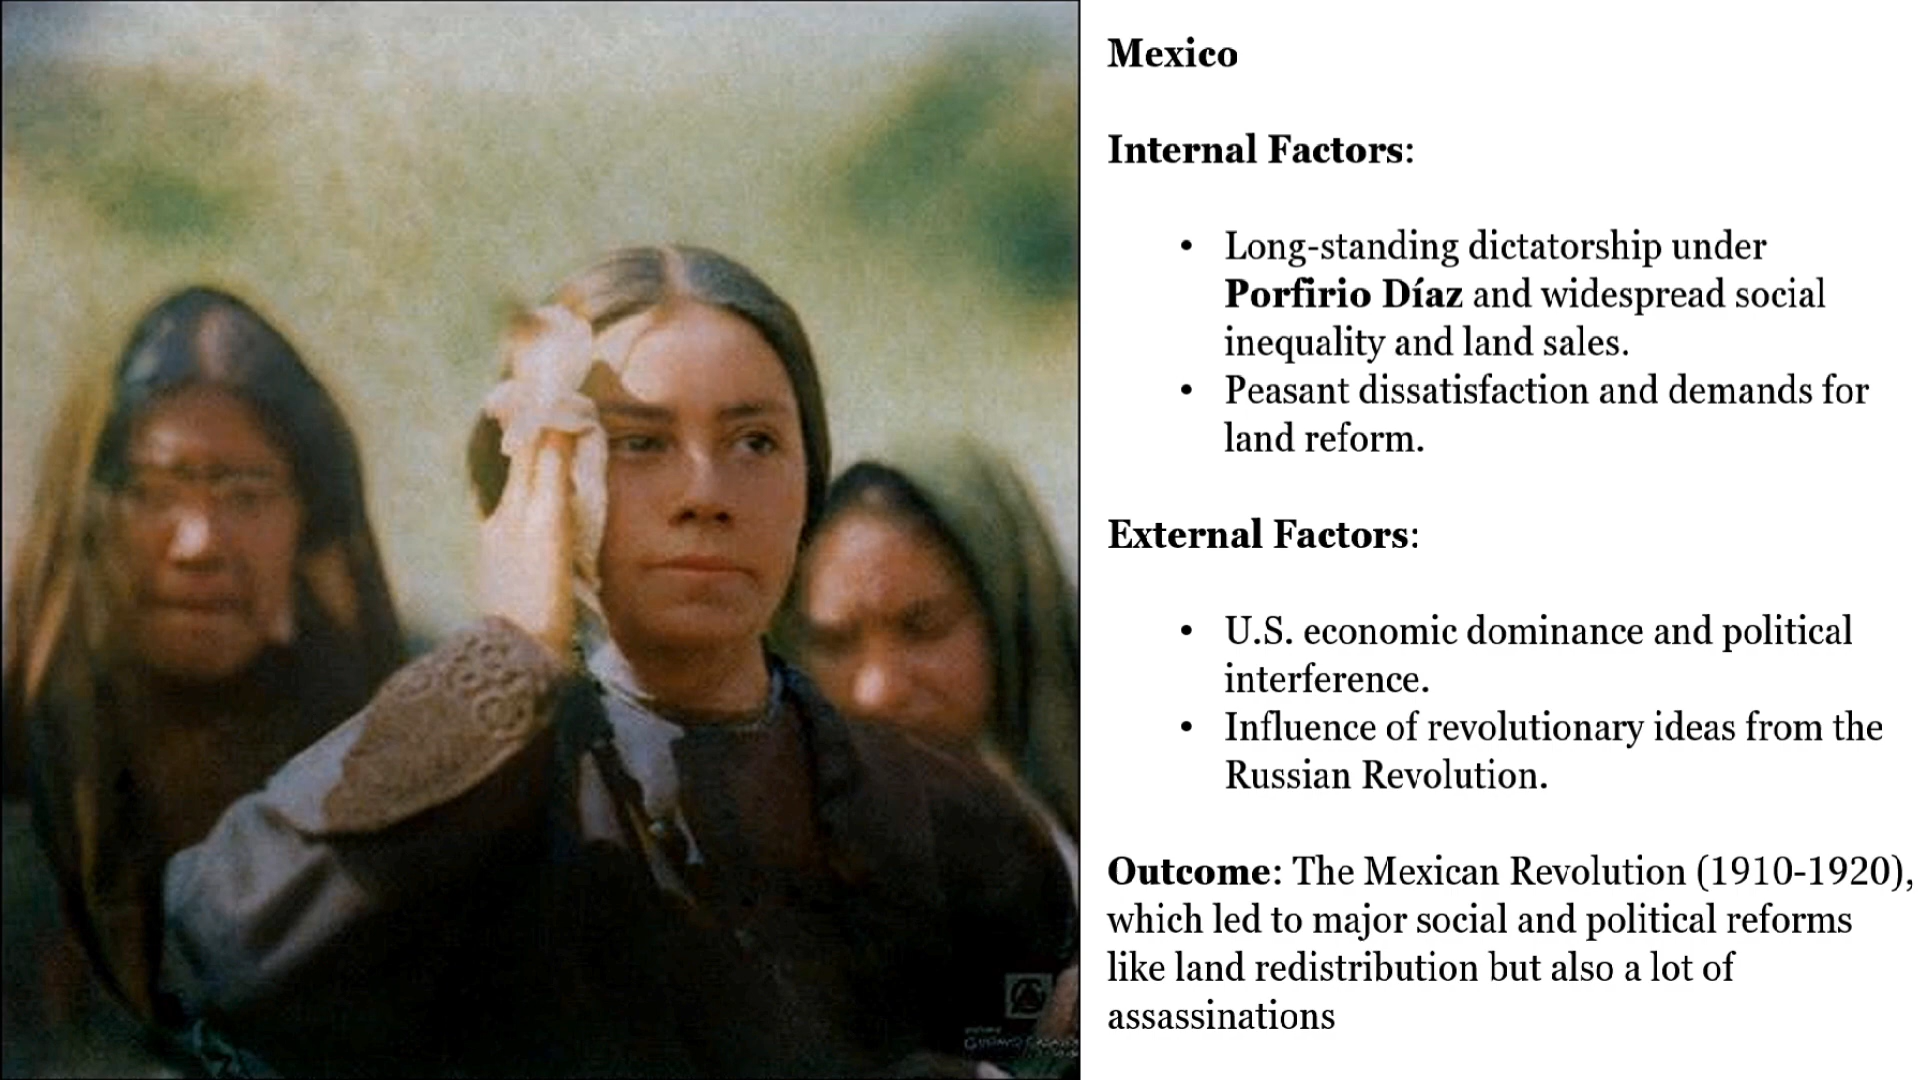 Mexico
Internal Factors:
• Long-standing dictatorship under
Porfirio Díaz and widespread social
inequality and land sales.
• Peasant dissatisfaction and demands for
land reform.
External Factors:
• U.S. economic dominance and political
interference.
• Influence of revolutionary ideas from the
Russian Revolution.
Outcome: The Mexican Revolution (1910-1920),
which led to major social and political reforms
like land redistribution but also a lot of
assassinations